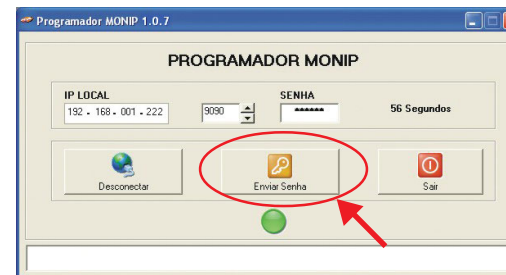 Programador MONIP 1.0.7
PROGRAMADOR MONIP
IP LOCAL SENHA
192 . 168 . 001 . 222 9090 ****** 56 Segundos
Desconectar Enviar Senha Sair